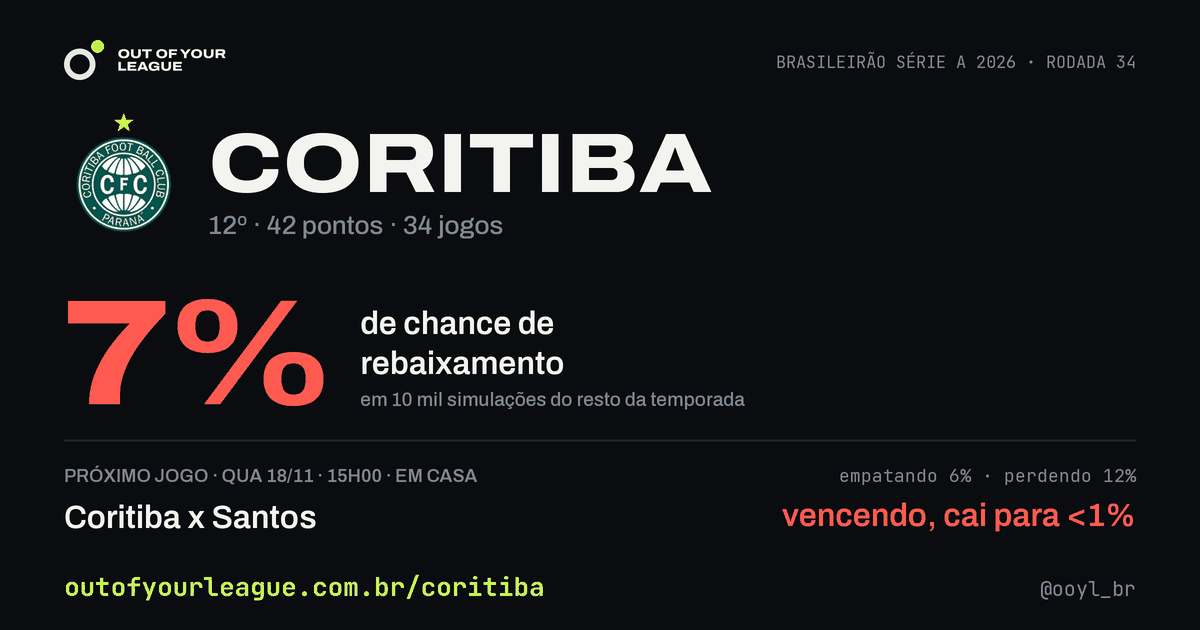 OUT OF YOUR
LEAGUE
BRASILEIRÃO SÉRIE A 2026 · RODADA 34
CORITIBA FOOT BALL CLUB
CFC
PARANÁ
CORITIBA
12º · 42 pontos · 34 jogos
7%
de chance de
rebaixamento
em 10 mil simulações do resto da temporada
PRÓXIMO JOGO · QUA 18/11 · 15H00 · EM CASA
Coritiba x Santos
empatando 6% · perdendo 12%
vencendo, cai para <1%
outofyourleague.com.br/coritiba
@ooyl_br